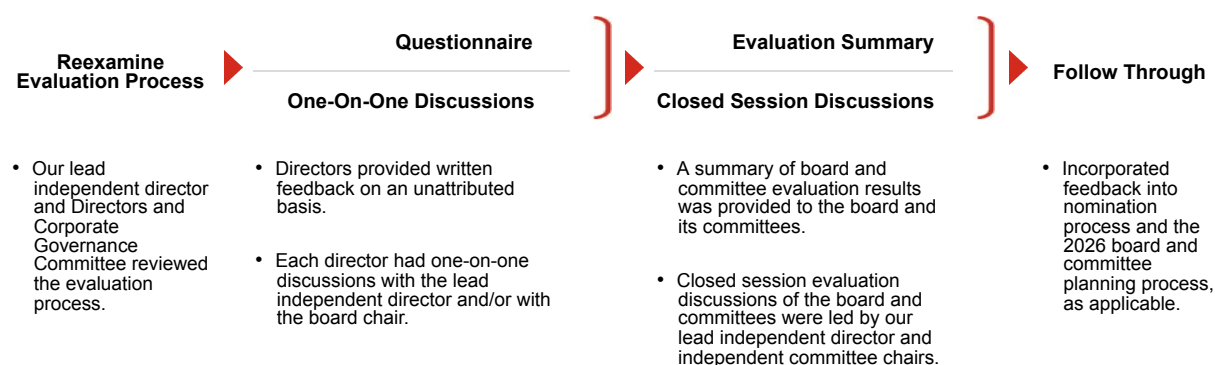 Reexamine
Evaluation Process
Questionnaire
One-On-One Discussions
Evaluation Summary
Closed Session Discussions
Follow Through
• Our lead
independent director
and Directors and
Corporate
Governance
Committee reviewed
the evaluation
process.
• Directors provided written
feedback on an unattributed
basis.
• Each director had one-on-one
discussions with the lead
independent director and/or with
the board chair.
• A summary of board and
committee evaluation results
was provided to the board and
its committees.
• Closed session evaluation
discussions of the board and
committees were led by our
lead independent director and
independent committee chairs.
• Incorporated
feedback into
nomination
process and the
2026 board and
committee
planning process,
as applicable.